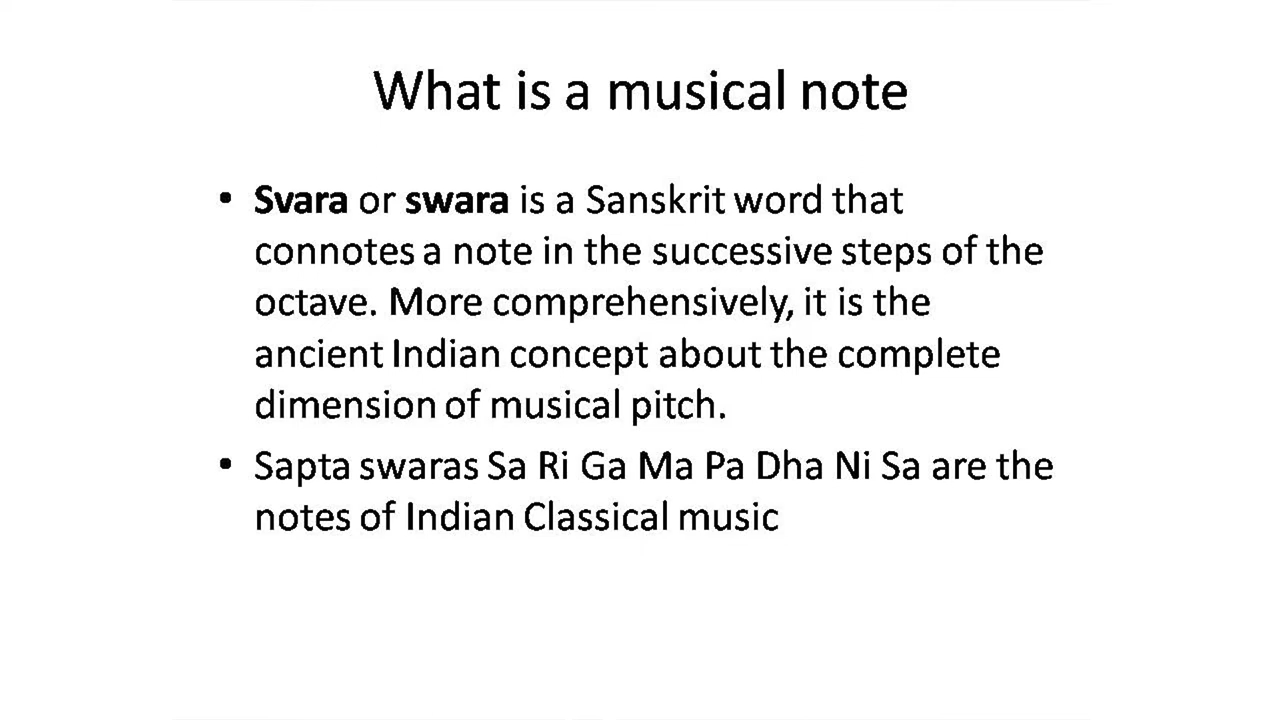 What is a musical note
• Svara or swara is a Sanskrit word that
connotes a note in the successive steps of the
octave. More comprehensively, it is the
ancient Indian concept about the complete
dimension of musical pitch.
• Sapta swaras Sa Ri Ga Ma Pa Dha Ni Sa are the
notes of Indian Classical music